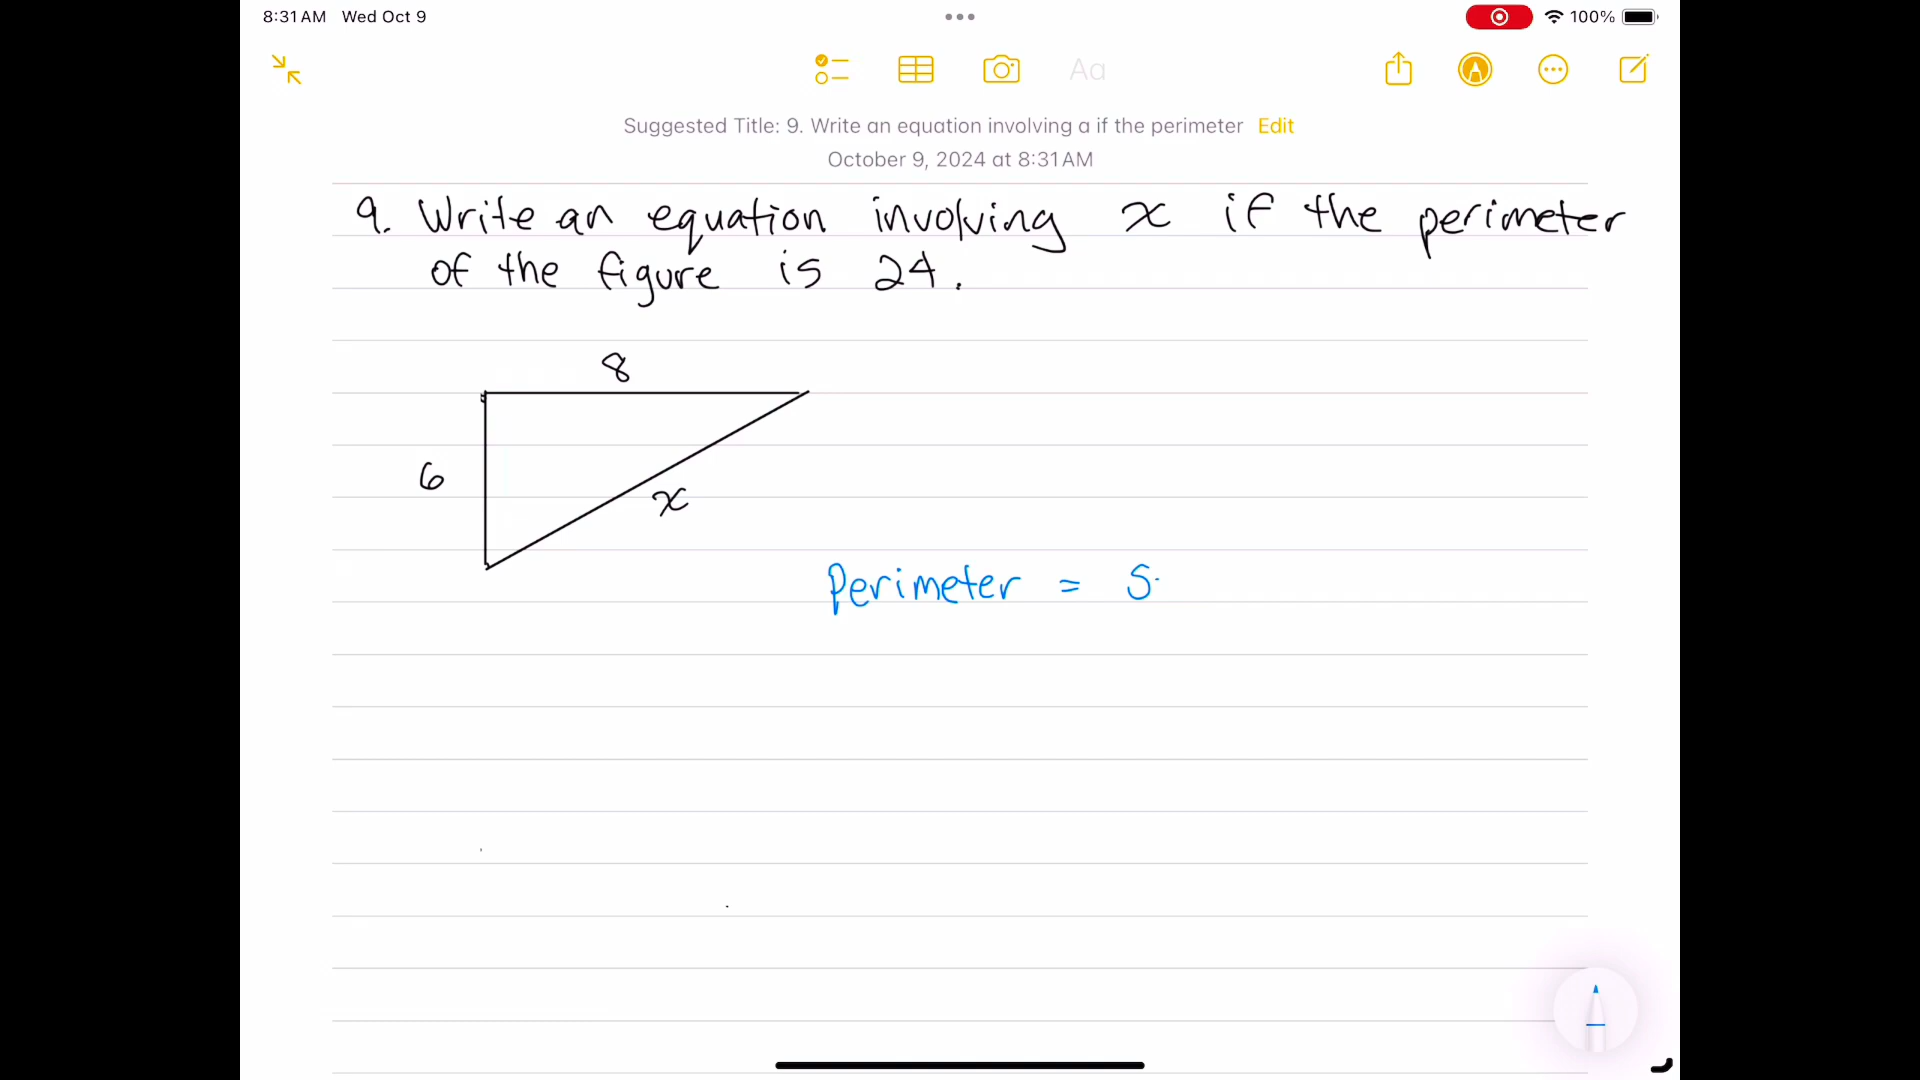 8:31 AM Wed Oct 9
100%
Aa
Suggested Title: 9. Write an equation involving a if the perimeter Edit
October 9, 2024 at 8:31 AM
9. Write an equation involving x if the perimeter
of the figure is 24.
8
6
x
Perimeter = S